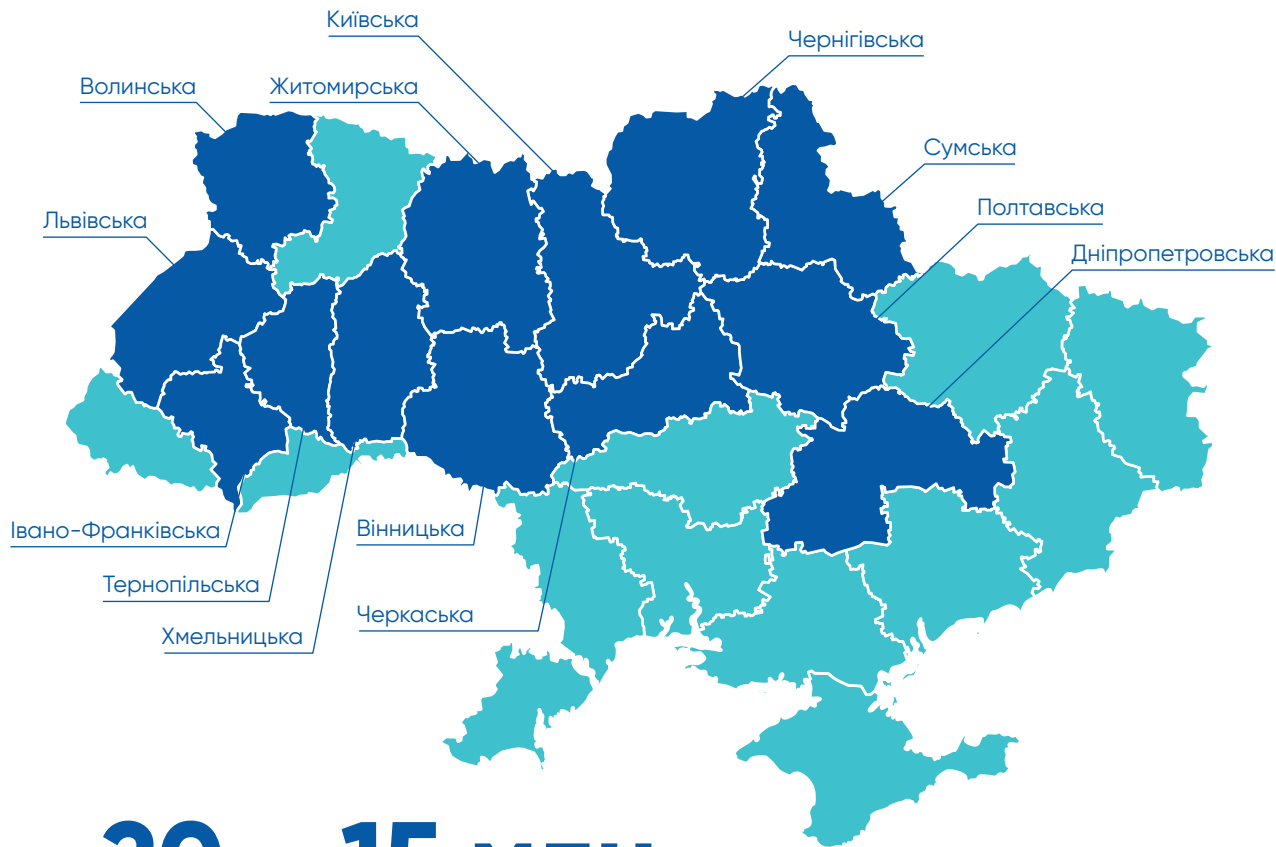 Київська
Чернігівська
Волинська
Житомирська
Сумська
Полтавська
Львівська
Дніпропетровська
Івано-Франківська
Вінницька
Тернопільська
Черкаська
Хмельницька